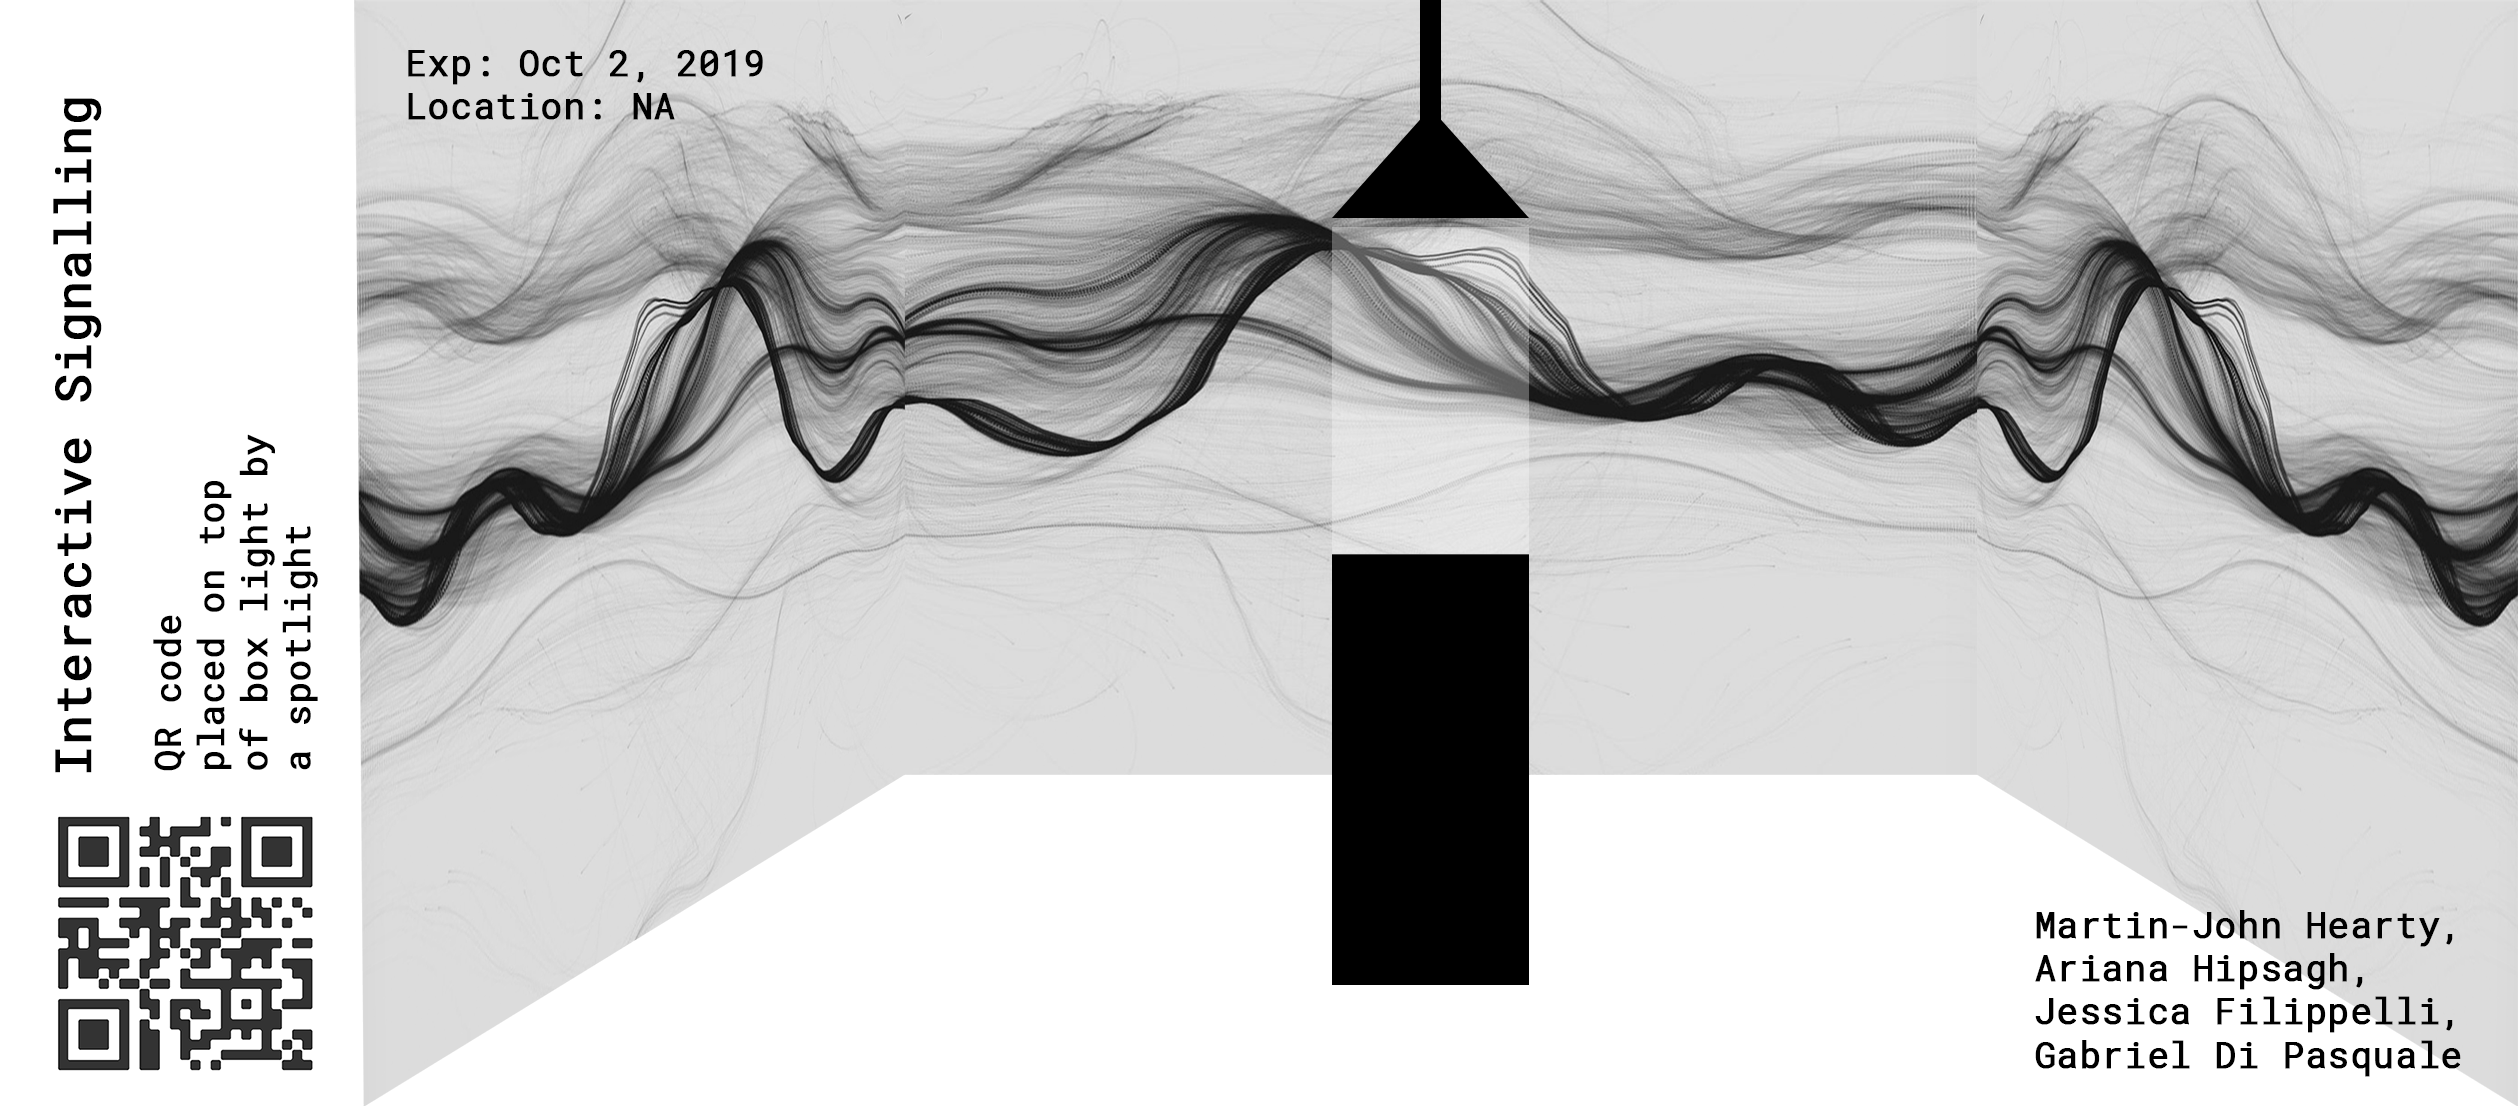 Interactive Signalling
QR code
placed on top
of box light by
a spotlight
Exp: Oct 2, 2019
Location: NA
Martin-John Hearty,
Ariana Hipsagh,
Jessica Filippelli,
Gabriel Di Pasquale